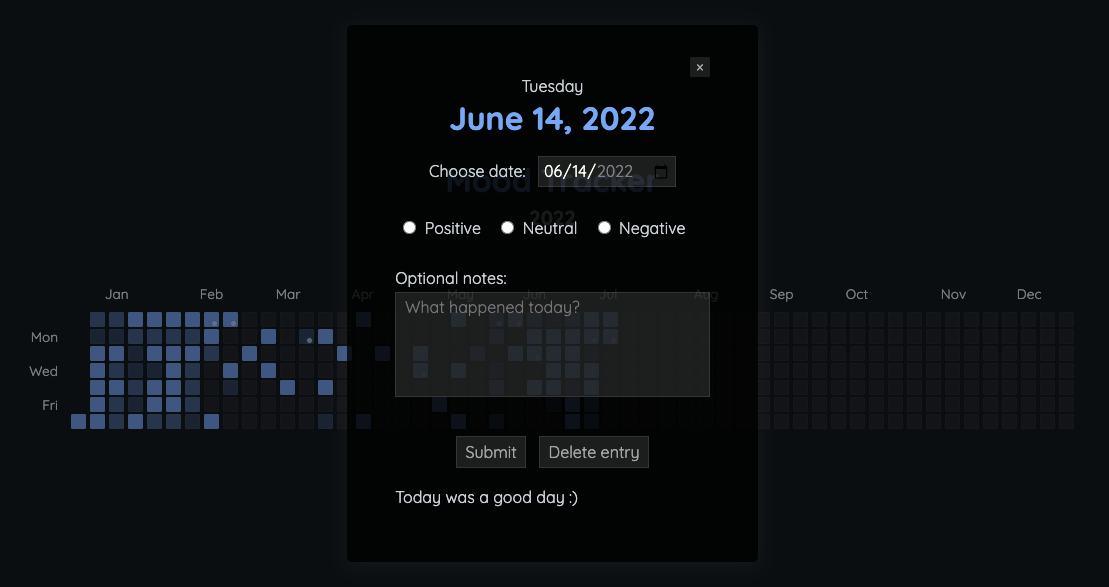 ×
Tuesday
June 14, 2022
Choose date: 06/14/2022
Mood Tracker
2022
Positive Neutral Negative
Optional notes:
Jan Feb Mar Apr May Jun Jul Aug Sep Oct Nov Dec
What happened today?
Mon
Wed
Fri
Submit Delete entry
Today was a good day :)